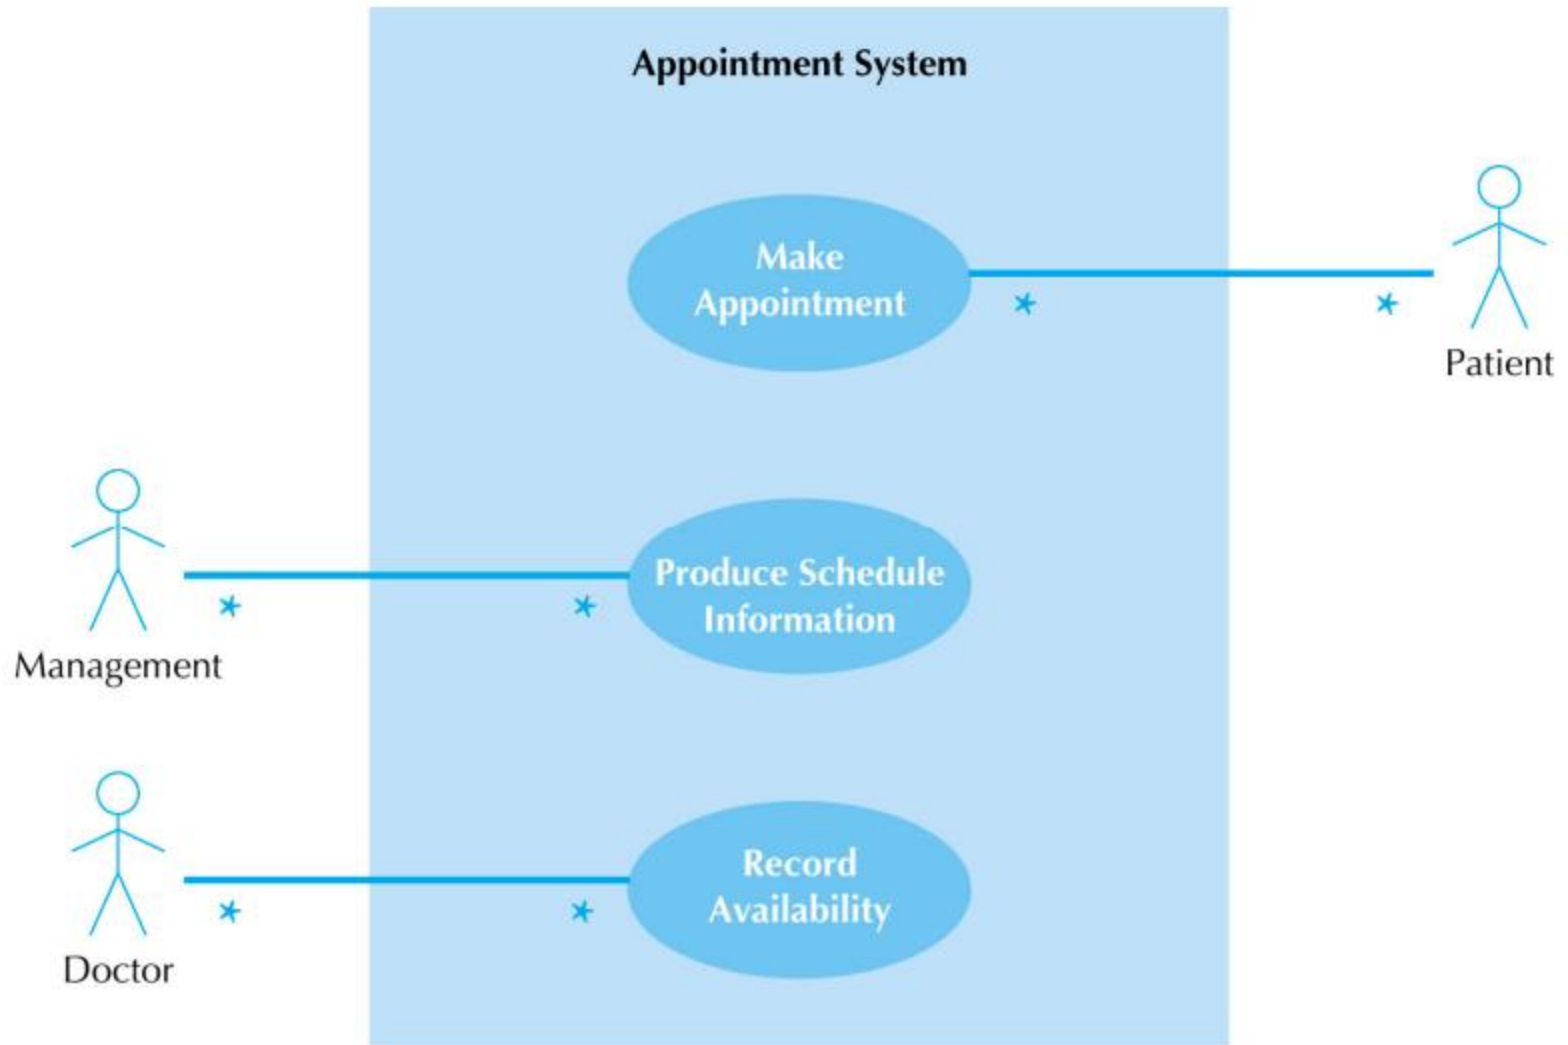 Appointment System
Make
Appointment
*
*
Patient
Produce Schedule
Information
*
*
Management
Record
Availability
*
*
Doctor